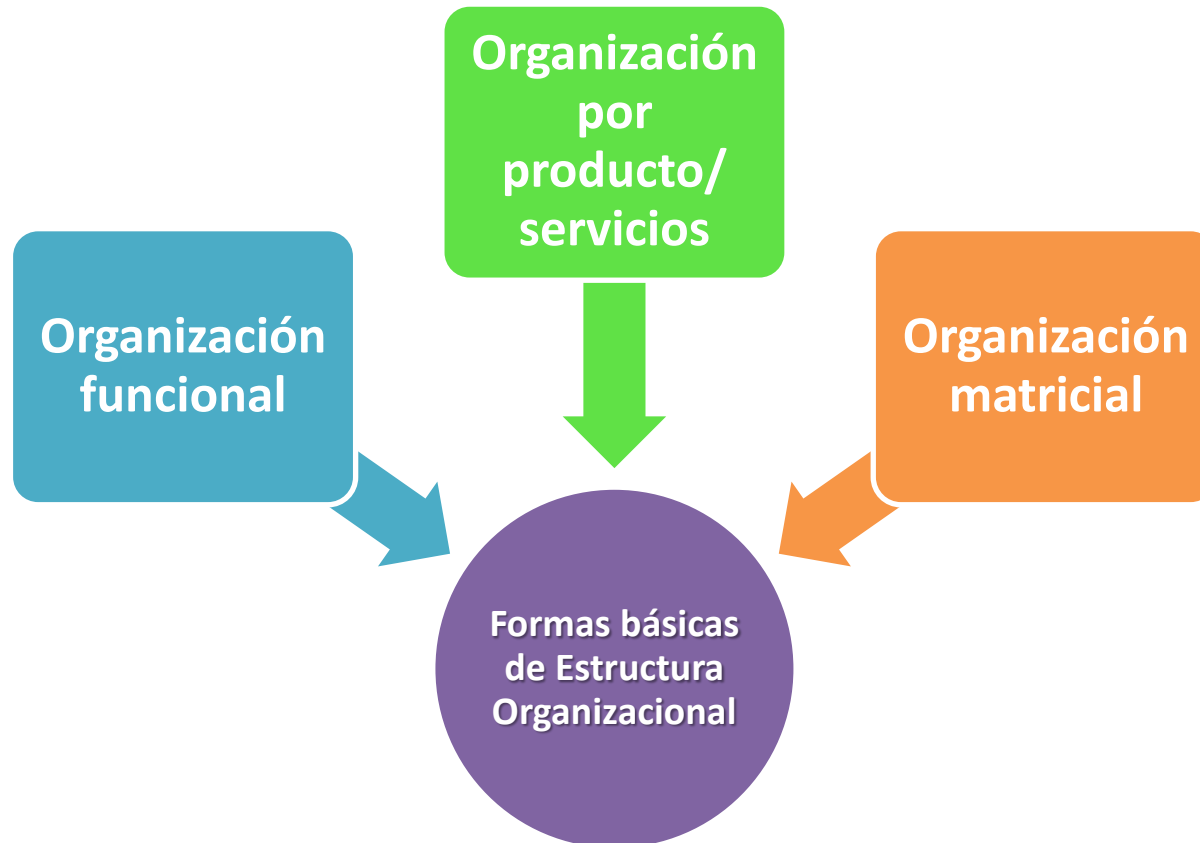 Organización
por
producto/
servicios
Organización
funcional
Organización
matricial
Formas básicas
de Estructura
Organizacional